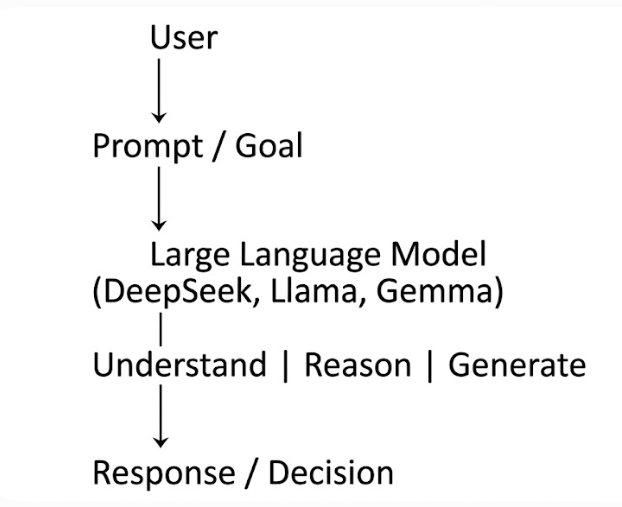 User
Prompt / Goal
Large Language Model
(DeepSeek, Llama, Gemma)
Understand | Reason | Generate
Response / Decision